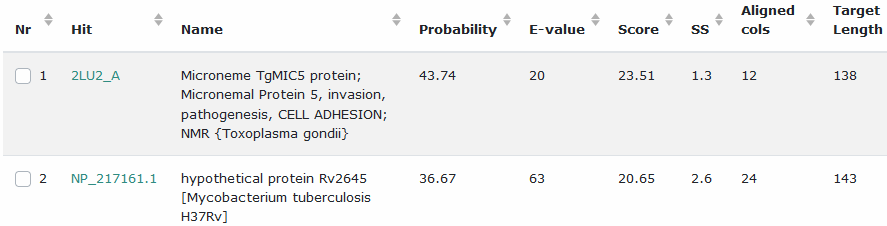 Nr Hit Name Probability E-value Score SS Aligned cols Target Length
1 2LU2_A Microneme TgMIC5 protein; 43.74 20 23.51 1.3 12 138
Micronemal Protein 5, invasion,
pathogenesis, CELL ADHESION;
NMR {Toxoplasma gondii}
2 NP_217161.1 hypothetical protein Rv2645 36.67 63 20.65 2.6 24 143
[Mycobacterium tuberculosis
H37Rv]